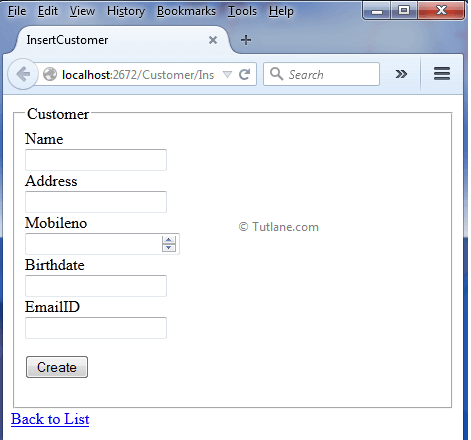 File Edit View History Bookmarks Tools Help
InsertCustomer
localhost:2672/Customer/Ins
Search
Customer
Name
Address
Mobileno
© Tutlane.com
Birthdate
EmailID
Create
Back to List